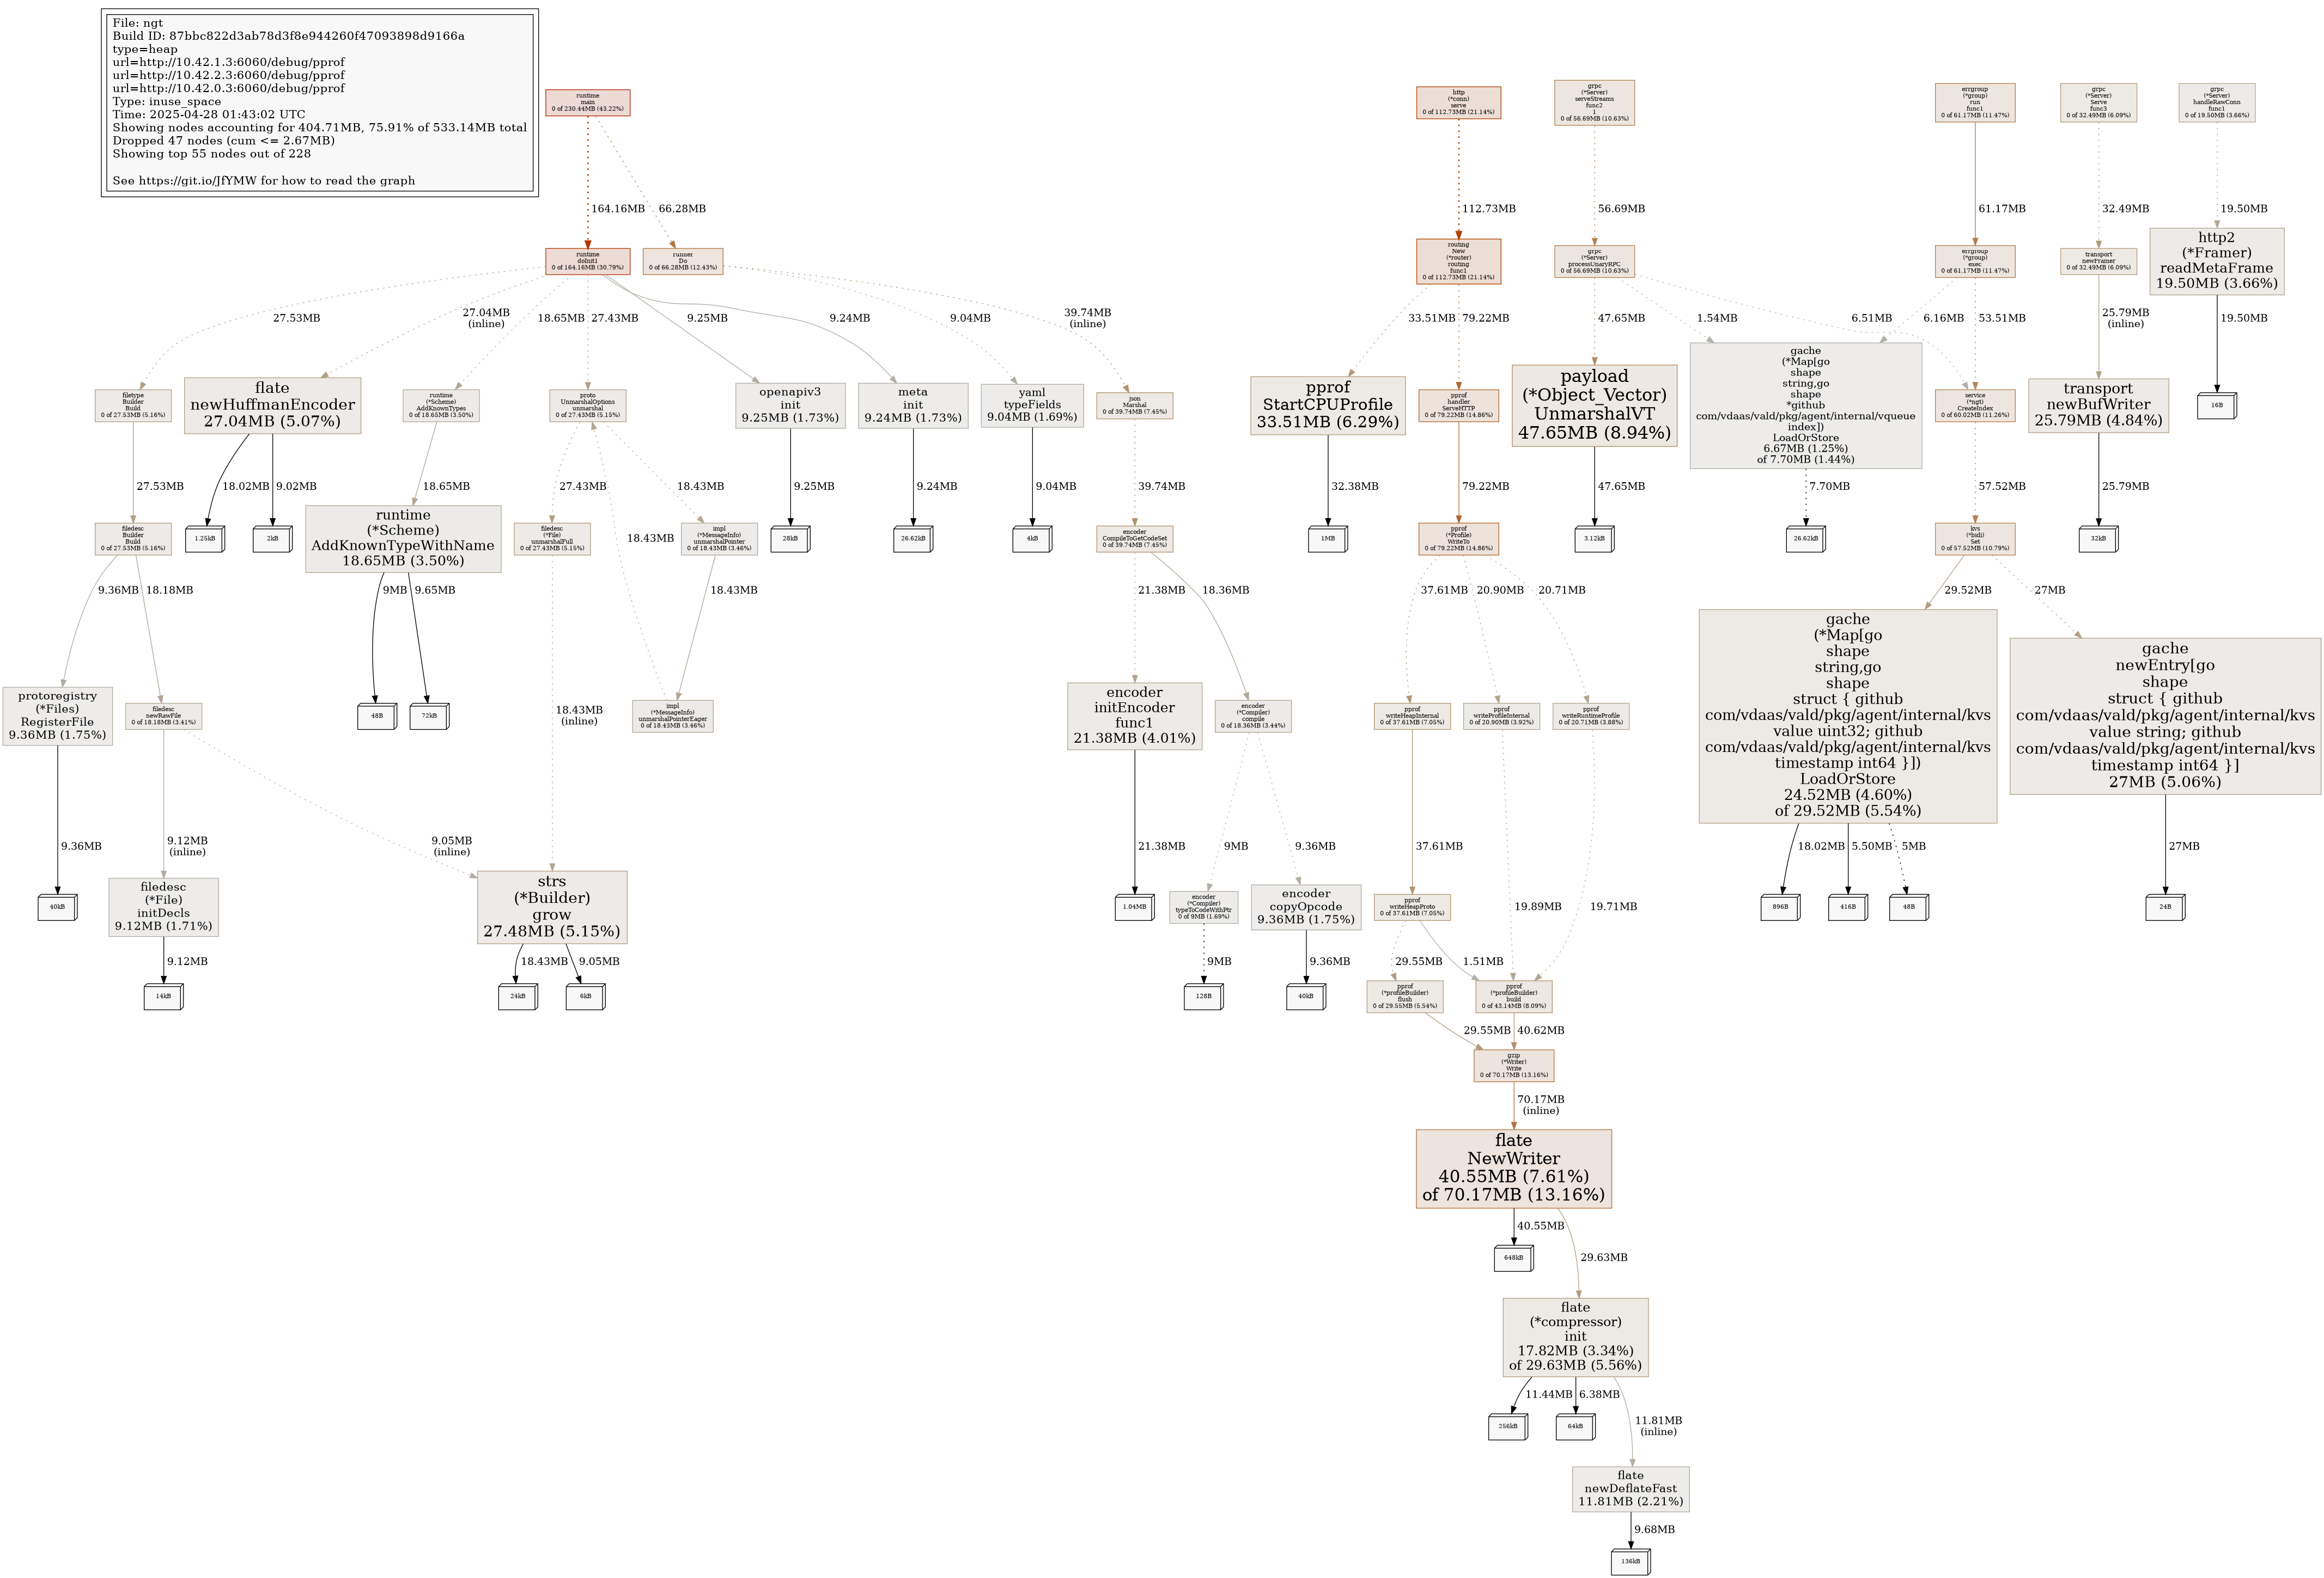 File: ngt
Build ID: 87bbc822d3ab78d3f8e944260f47093898d9166a
type=heap
url=http://10.42.1.3:6060/debug/pprof
url=http://10.42.2.3:6060/debug/pprof
url=http://10.42.0.3:6060/debug/pprof
Type: inuse_space
Time: 2025-04-28 01:43:02 UTC
Showing nodes accounting for 404.71MB, 75.91% of 533.14MB total
Dropped 47 nodes (cum <= 2.67MB)
Showing top 55 nodes out of 228
See https://git.io/JfYMW for how to read the graph
runtime
main
0 of 230.44MB (43.22%)
http
(*conn)
serve
0 of 112.73MB (21.14%)
grpc
(*Server)
serveStreams
func2
1
0 of 56.69MB (10.63%)
errgroup
(*group)
run
func1
0 of 61.17MB (11.47%)
grpc
(*Server)
Serve
func3
0 of 32.49MB (6.09%)
grpc
(*Server)
handleRawConn
func1
0 of 19.50MB (3.66%)
164.16MB
66.28MB
112.73MB
56.69MB
61.17MB
32.49MB
19.50MB
runtime
doInit1
0 of 164.16MB (30.79%)
runner
Do
0 of 66.28MB (12.43%)
routing
New
(*router)
routing
func1
0 of 112.73MB (21.14%)
grpc
(*Server)
processUnaryRPC
0 of 56.69MB (10.63%)
errgroup
(*group)
exec
0 of 61.17MB (11.47%)
transport
newFramer
0 of 32.49MB (6.09%)
http2
(*Framer)
readMetaFrame
19.50MB (3.66%)
27.53MB
27.04MB
(inline)
18.65MB
27.43MB
9.25MB
9.24MB
9.04MB
39.74MB
(inline)
33.51MB
79.22MB
47.65MB
1.54MB
6.51MB
6.16MB
53.51MB
25.79MB
(inline)
19.50MB
filetype
Builder
Build
0 of 27.53MB (5.16%)
flate
newHuffmanEncoder
27.04MB (5.07%)
runtime
(*Scheme)
AddKnownTypes
0 of 18.65MB (3.50%)
proto
UnmarshalOptions
unmarshal
0 of 27.43MB (5.15%)
openapiv3
init
9.25MB (1.73%)
meta
init
9.24MB (1.73%)
yaml
typeFields
9.04MB (1.69%)
json
Marshal
0 of 39.74MB (7.45%)
pprof
StartCPUProfile
33.51MB (6.29%)
pprof
handler
ServeHTTP
0 of 79.22MB (14.86%)
payload
(*Object_Vector)
UnmarshalVT
47.65MB (8.94%)
gache
(*Map[go
shape
string,go
shape
*github
com/vdaas/vald/pkg/agent/internal/vqueue
index])
LoadOrStore
6.67MB (1.25%)
of 7.70MB (1.44%)
service
(*ngt)
CreateIndex
0 of 60.02MB (11.26%)
transport
newBufWriter
25.79MB (4.84%)
16B
27.53MB
18.02MB
9.02MB
18.65MB
27.43MB
18.43MB
9.25MB
9.24MB
9.04MB
39.74MB
32.38MB
79.22MB
47.65MB
7.70MB
57.52MB
25.79MB
filedesc
Builder
Build
0 of 27.53MB (5.16%)
1.25kB
2kB
runtime
(*Scheme)
AddKnownTypeWithName
18.65MB (3.50%)
filedesc
(*File)
unmarshalFull
0 of 27.43MB (5.15%)
18.43MB
impl
(*MessageInfo)
unmarshalPointer
0 of 18.43MB (3.46%)
28kB
26.62kB
4kB
encoder
CompileToGetCodeSet
0 of 39.74MB (7.45%)
1MB
pprof
(*Profile)
WriteTo
0 of 79.22MB (14.86%)
3.12kB
26.62kB
kvs
(*bidi)
Set
0 of 57.52MB (10.79%)
32kB
9.36MB
18.18MB
9MB
9.65MB
18.43MB
21.38MB
18.36MB
37.61MB
20.90MB
20.71MB
29.52MB
27MB
protoregistry
(*Files)
RegisterFile
9.36MB (1.75%)
filedesc
newRawFile
0 of 18.18MB (3.41%)
48B
72kB
18.43MB
(inline)
impl
(*MessageInfo)
unmarshalPointerEager
0 of 18.43MB (3.46%)
encoder
initEncoder
func1
21.38MB (4.01%)
encoder
(*Compiler)
compile
0 of 18.36MB (3.44%)
pprof
writeHeapInternal
0 of 37.61MB (7.05%)
pprof
writeProfileInternal
0 of 20.90MB (3.92%)
pprof
writeRuntimeProfile
0 of 20.71MB (3.88%)
gache
(*Map[go
shape
string,go
shape
struct { github
com/vdaas/vald/pkg/agent/internal/kvs
value uint32; github
com/vdaas/vald/pkg/agent/internal/kvs
timestamp int64 }])
LoadOrStore
24.52MB (4.60%)
of 29.52MB (5.54%)
gache
newEntry[go
shape
struct { github
com/vdaas/vald/pkg/agent/internal/kvs
value string; github
com/vdaas/vald/pkg/agent/internal/kvs
timestamp int64 }]
27MB (5.06%)
9.36MB
9.12MB
(inline)
9.05MB
(inline)
21.38MB
9MB
9.36MB
37.61MB
19.89MB
19.71MB
18.02MB
5.50MB
5MB
27MB
40kB
filedesc
(*File)
initDecls
9.12MB (1.71%)
strs
(*Builder)
grow
27.48MB (5.15%)
1.04MB
encoder
(*Compiler)
typeToCodeWithPtr
0 of 9MB (1.69%)
encoder
copyOpcode
9.36MB (1.75%)
pprof
writeHeapProto
0 of 37.61MB (7.05%)
896B
416B
48B
24B
9.12MB
18.43MB
9.05MB
9MB
9.36MB
29.55MB
1.51MB
14kB
24kB
6kB
128B
40kB
pprof
(*profileBuilder)
flush
0 of 29.55MB (5.54%)
pprof
(*profileBuilder)
build
0 of 43.14MB (8.09%)
29.55MB
40.62MB
gzip
(*Writer)
Write
0 of 70.17MB (13.16%)
70.17MB
(inline)
flate
NewWriter
40.55MB (7.61%)
of 70.17MB (13.16%)
40.55MB
29.63MB
648kB
flate
(*compressor)
init
17.82MB (3.34%)
of 29.63MB (5.56%)
11.44MB
6.38MB
11.81MB
(inline)
256kB
64kB
flate
newDeflateFast
11.81MB (2.21%)
9.68MB
136kB